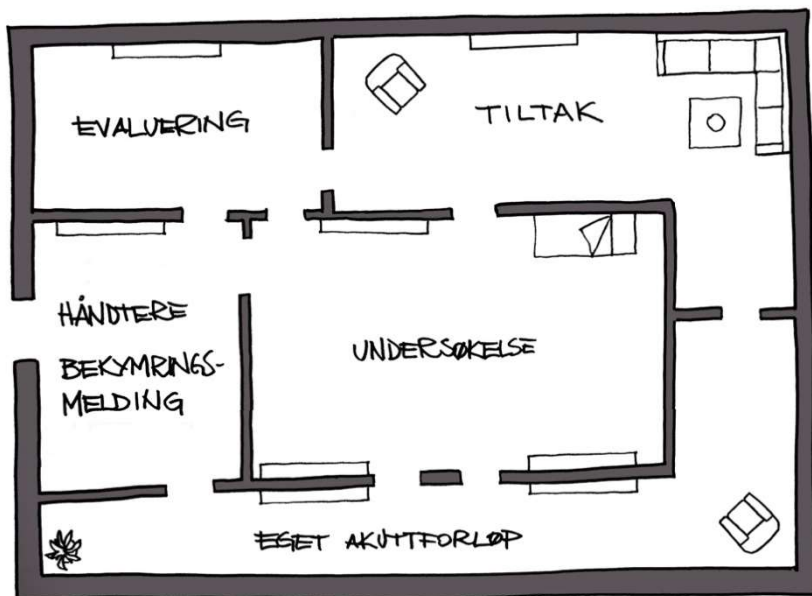 EVALUERING
TILTAK
HÅNDTERE
BEKYMRINGS-
MELDING
UNDERSØKELSE
EGET AKUTTFORLØP